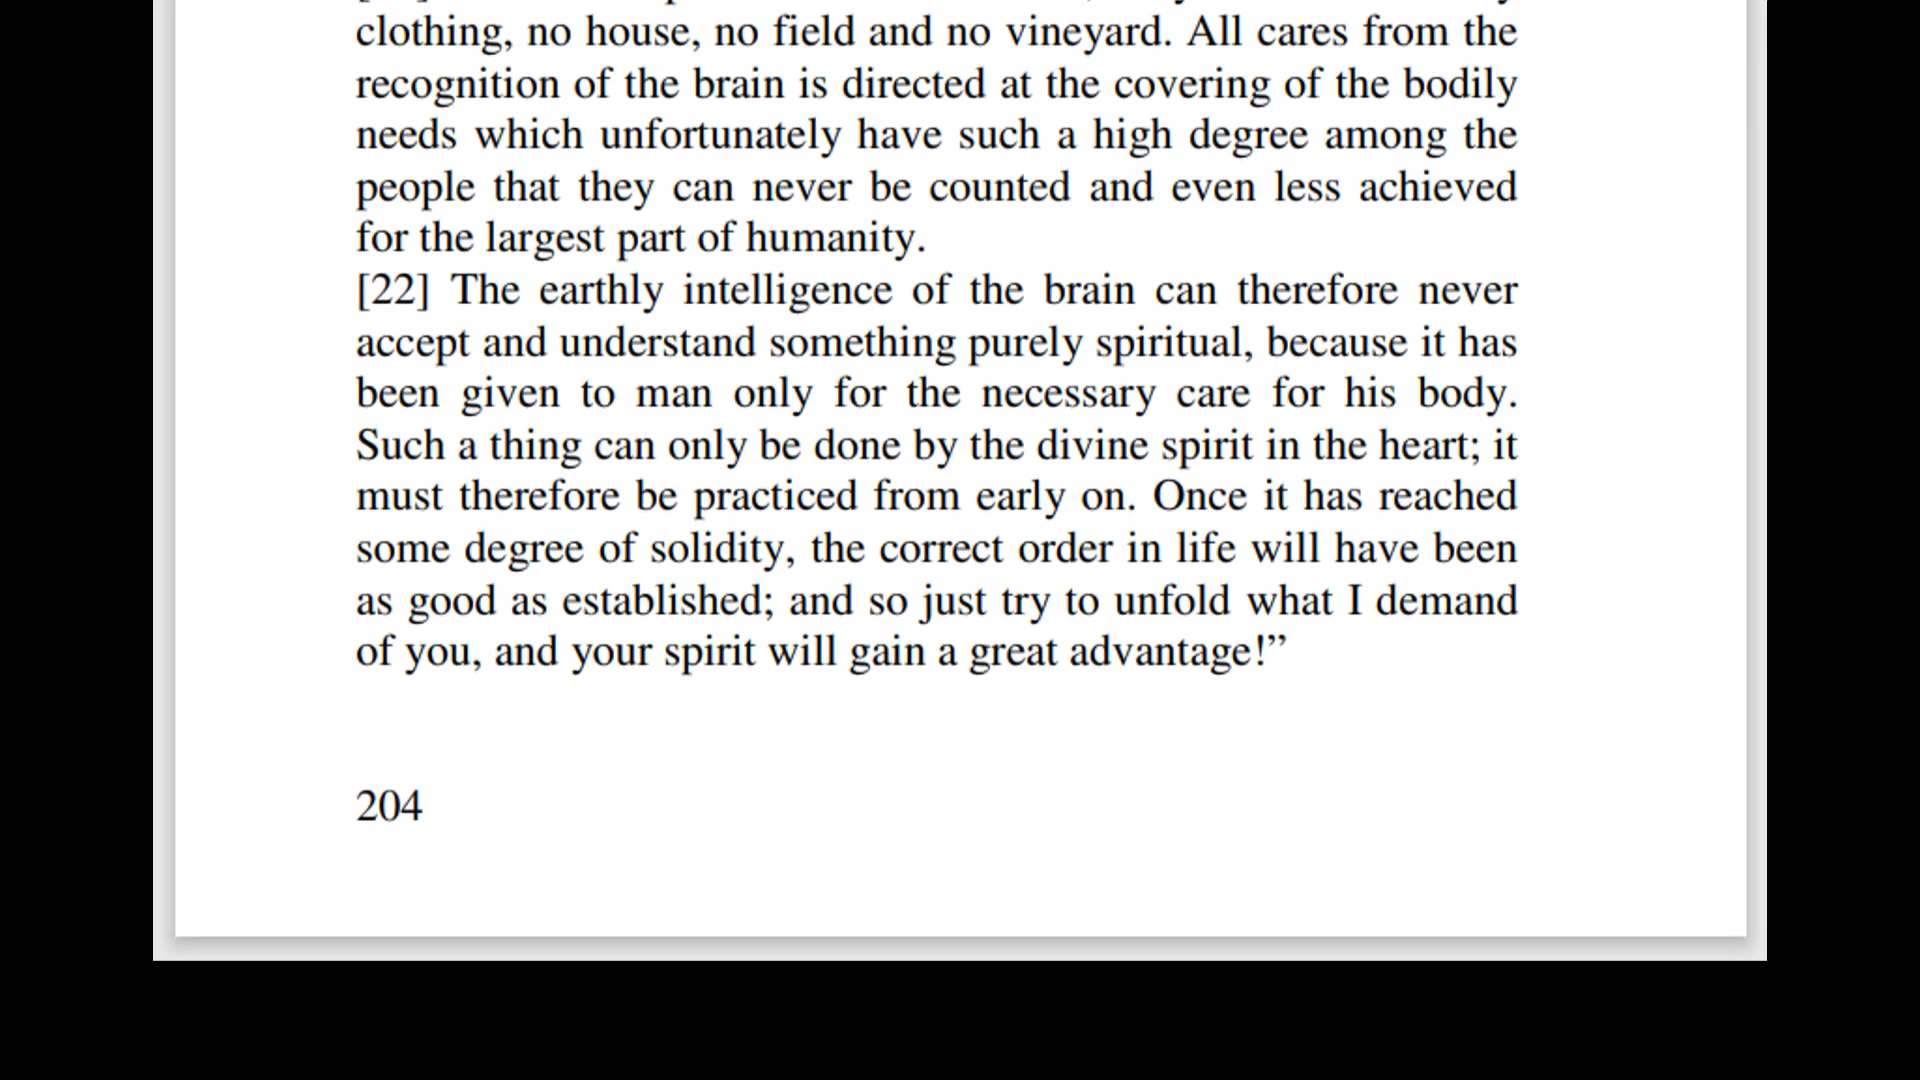 clothing, no house, no field and no vineyard. All cares from the
recognition of the brain is directed at the covering of the bodily
needs which unfortunately have such a high degree among the
people that they can never be counted and even less achieved
for the largest part of humanity.
[22] The earthly intelligence of the brain can therefore never
accept and understand something purely spiritual, because it has
been given to man only for the necessary care for his body.
Such a thing can only be done by the divine spirit in the heart; it
must therefore be practiced from early on. Once it has reached
some degree of solidity, the correct order in life will have been
as good as established; and so just try to unfold what I demand
of you, and your spirit will gain a great advantage!”
204